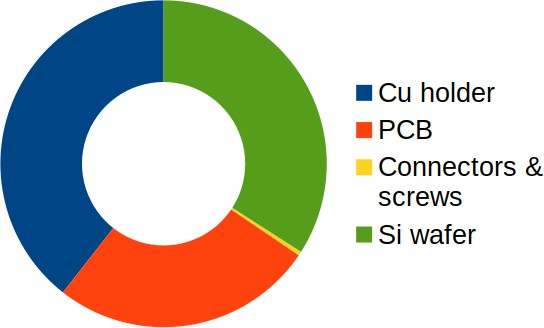 Cu holder
PCB
Connectors &
screws
Si wafer